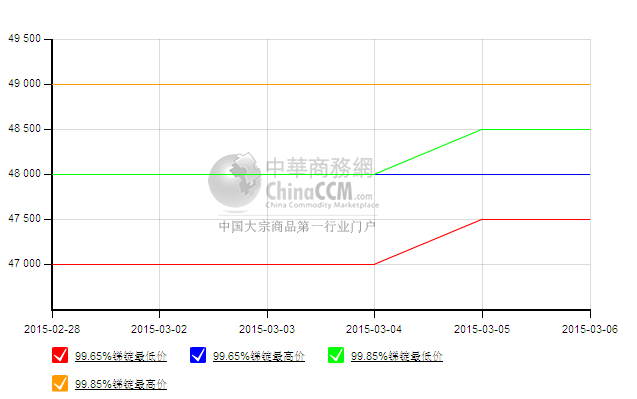 49 500
49 000
48 500
48 000
47 500
47 000
中華商務網
ChinaCCM.com
China Commodity Marketplace
中国大宗商品第一行业门户
2015-02-28 2015-03-02 2015-03-03 2015-03-04 2015-03-05 2015-03-06
99.65%锑锭最低价 99.65%锑锭最高价 99.85%锑锭最低价
99.85%锑锭最高价